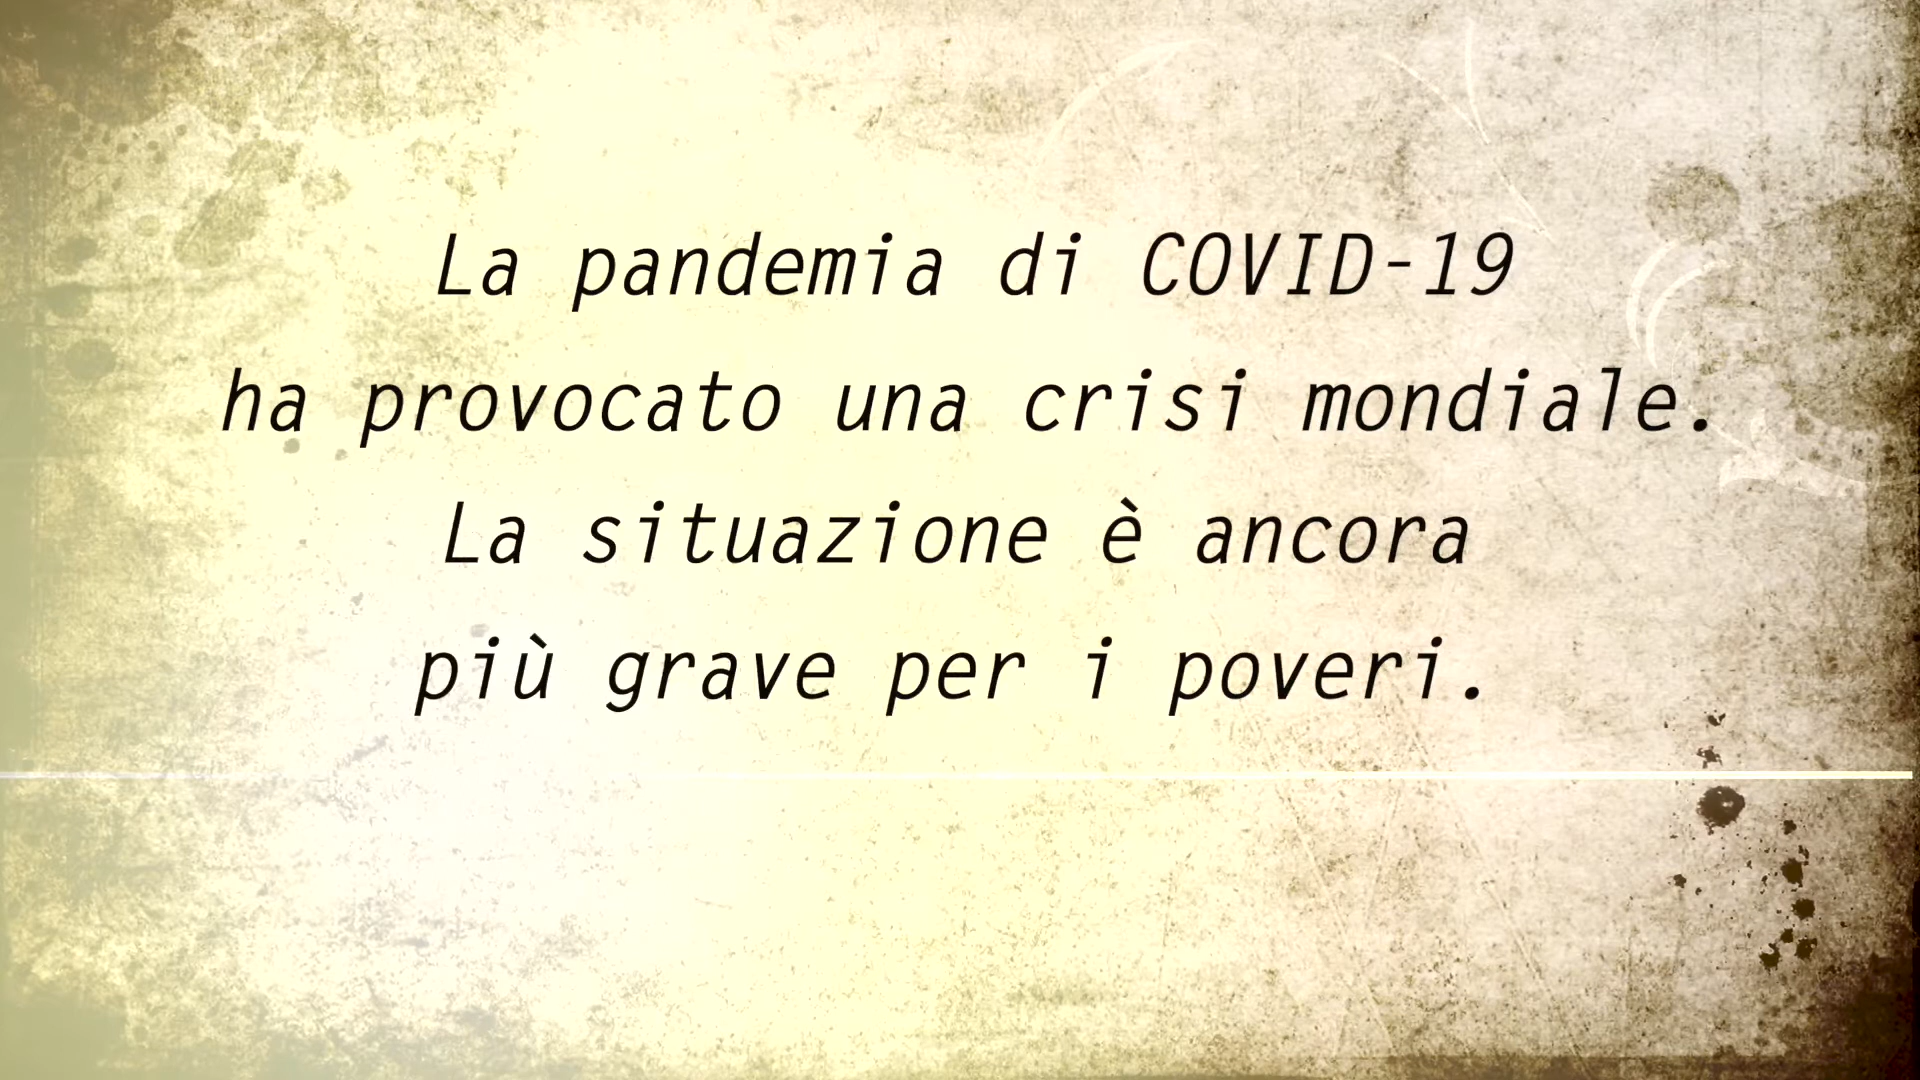 La pandemia di COVID-19
ha provocato una crisi mondiale.
La situazione è ancora
più grave per i poveri.